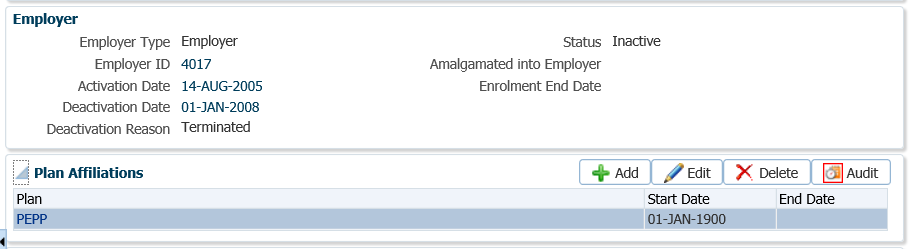 Employer
Employer Type Employer Status Inactive
Employer ID 4017 Amalgamated into Employer
Activation Date 14-AUG-2005 Enrolment End Date
Deactivation Date 01-JAN-2008
Deactivation Reason Terminated
Plan Affiliations Add Edit Delete Audit
Plan Start Date End Date
PEPP 01-JAN-1900